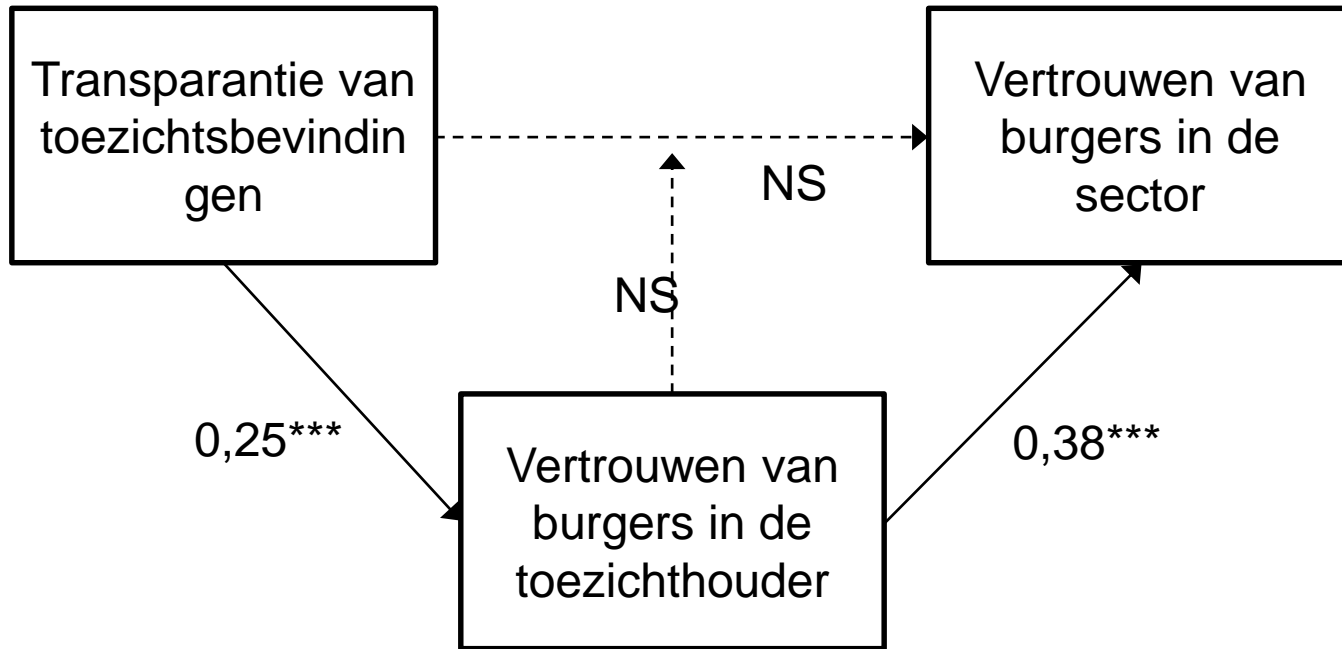 Transparantie van
toezichtsbevindin
gen
Vertrouwen van
burgers in de
sector
NS
NS
0,25***
0,38***
Vertrouwen van
burgers in de
toezichthouder